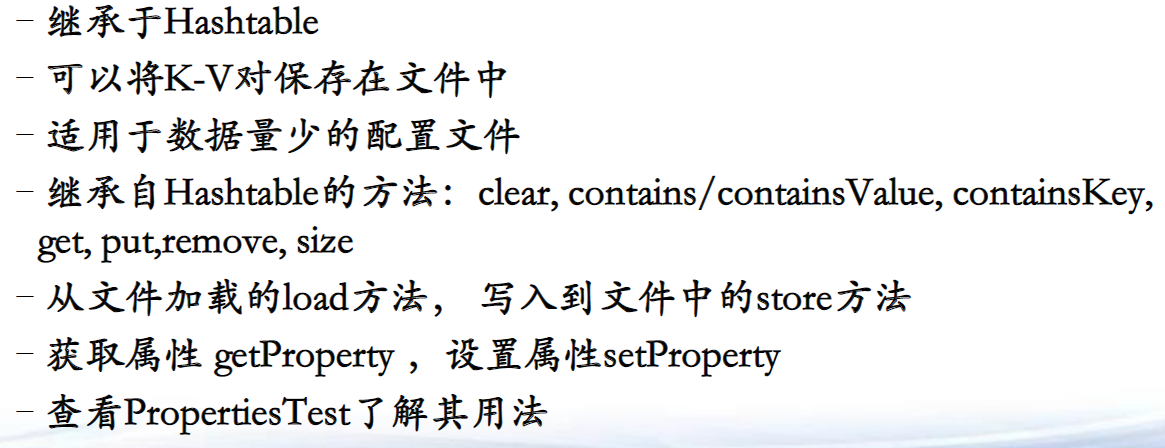 – 继承于Hashtable
– 可以将K-V对保存在文件中
– 适用于数据量少的配置文件
– 继承自Hashtable的方法：clear, contains/containsValue, containsKey,
get, put,remove, size
– 从文件加载的load方法， 写入到文件中的store方法
– 获取属性 getProperty ，设置属性setProperty
– 查看PropertiesTest了解其用法